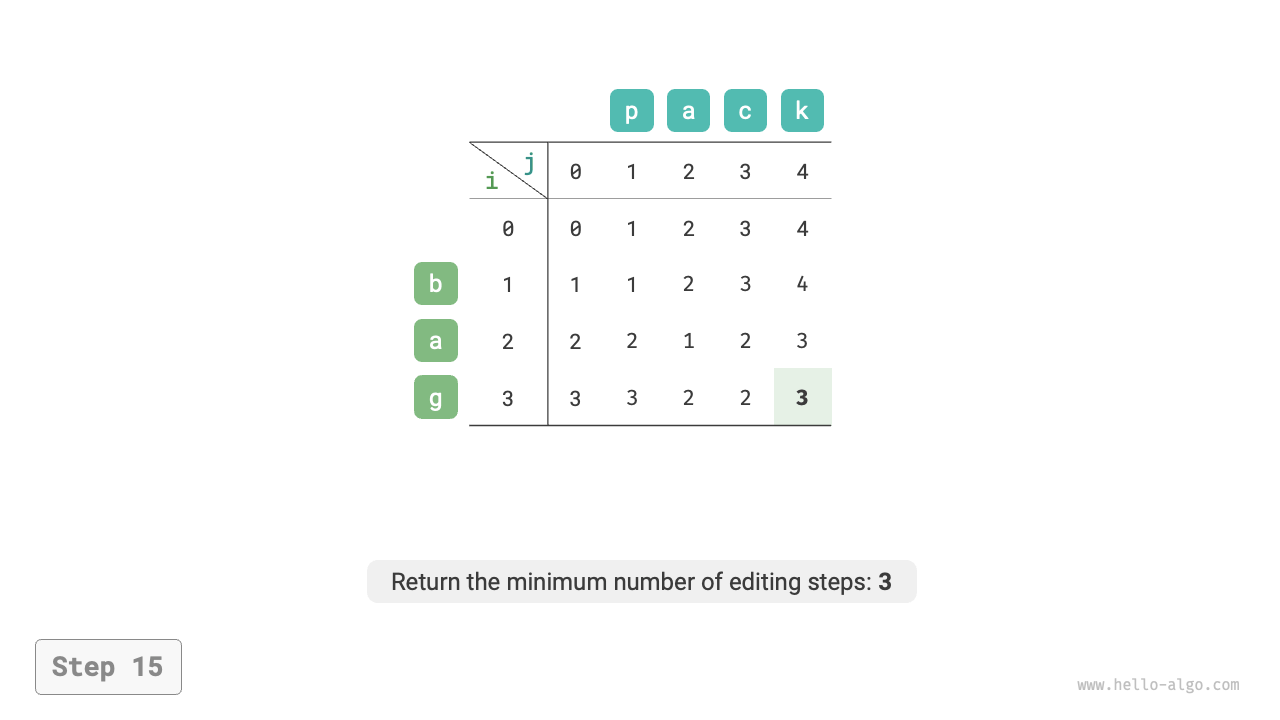 p a c k
j
i
0 1 2 3 4
0 0 1 2 3 4
b 1 1 1 2 3 4
a 2 2 2 1 2 3
g 3 3 3 2 2 3
Return the minimum number of editing steps: 3
Step 15
www.hello-algo.com